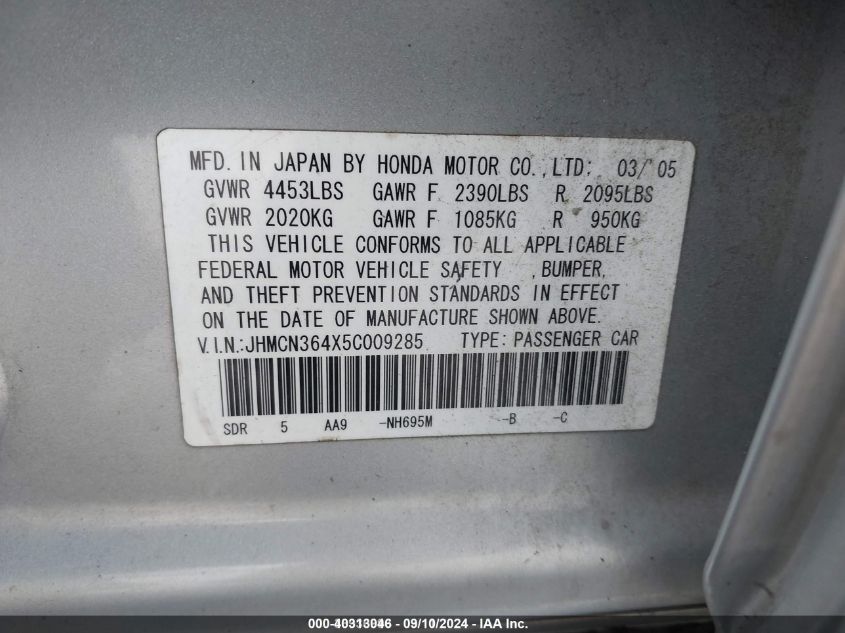 MFD. IN JAPAN BY HONDA MOTOR CO., LTD: 03/'05
GVWR 4453LBS GAWR F 2390LBS R 2095LBS
GVWR 2020KG GAWR F 1085KG R 950KG
THIS VEHICLE CONFORMS TO ALL APPLICABLE
FEDERAL MOTOR VEHICLE SAFETY , BUMPER,
AND THEFT PREVENTION STANDARDS IN EFFECT
ON THE DATE OF MANUFACTURE SHOWN ABOVE.
V.I.N.:JHMCN364X5C009285 TYPE: PASSENGER CAR
SDR 5 AA9 -NH695M -B -C
000-40313046 - 09/10/2024 - IAA Inc.